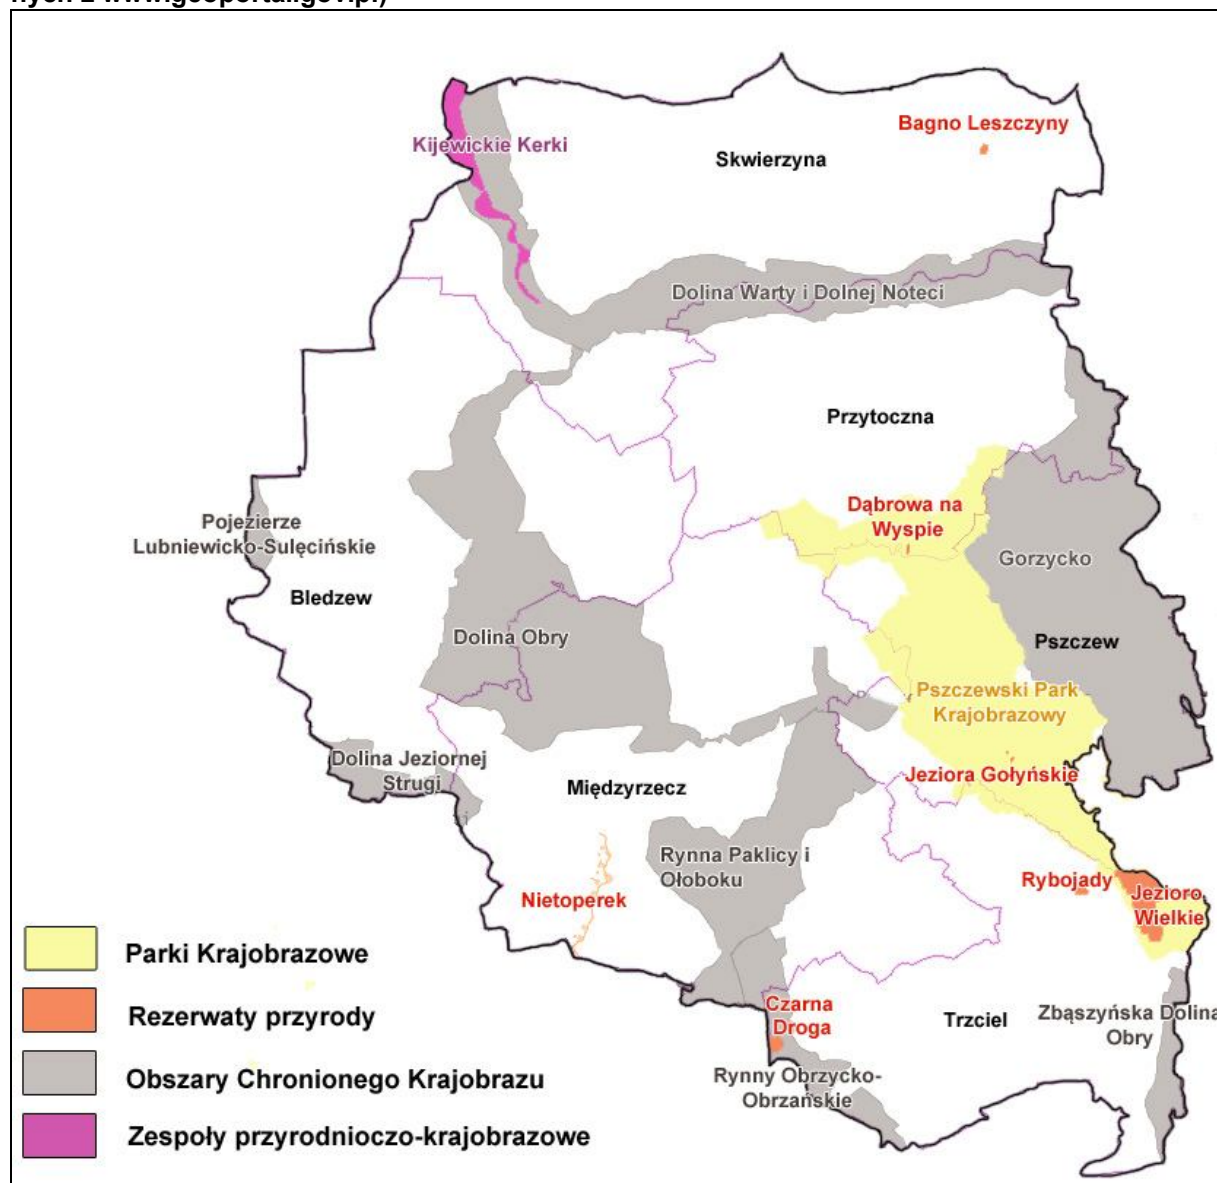 Kijewickie Kerki
Bagno Leszczyny
Skwierzyna
Dolina Warty i Dolnej Noteci
Przytoczna
Dąbrowa na
Wyspie
Pojezierze
Lubniewicko-Sulęcińskie
Gorzycko
Bledzew
Dolina Obry
Pszczew
Pszczewski Park
Krajobrazowy
Dolina Jeziornej
Strugi
Międzyrzecz
Jeziora Gołyńskie
Rynna Paklicy i
Ołoboku
Rybojady
Jezioro
Wielkie
Nietoperek
Czarna
Droga
Trzciel
Zbąszyńska Dolina
Obry
Rynny Obrzycko-
Obrzańskie
Parki Krajobrazowe
Rezerwaty przyrody
Obszary Chronionego Krajobrazu
Zespoły przyrodnioczo-krajobrazowe